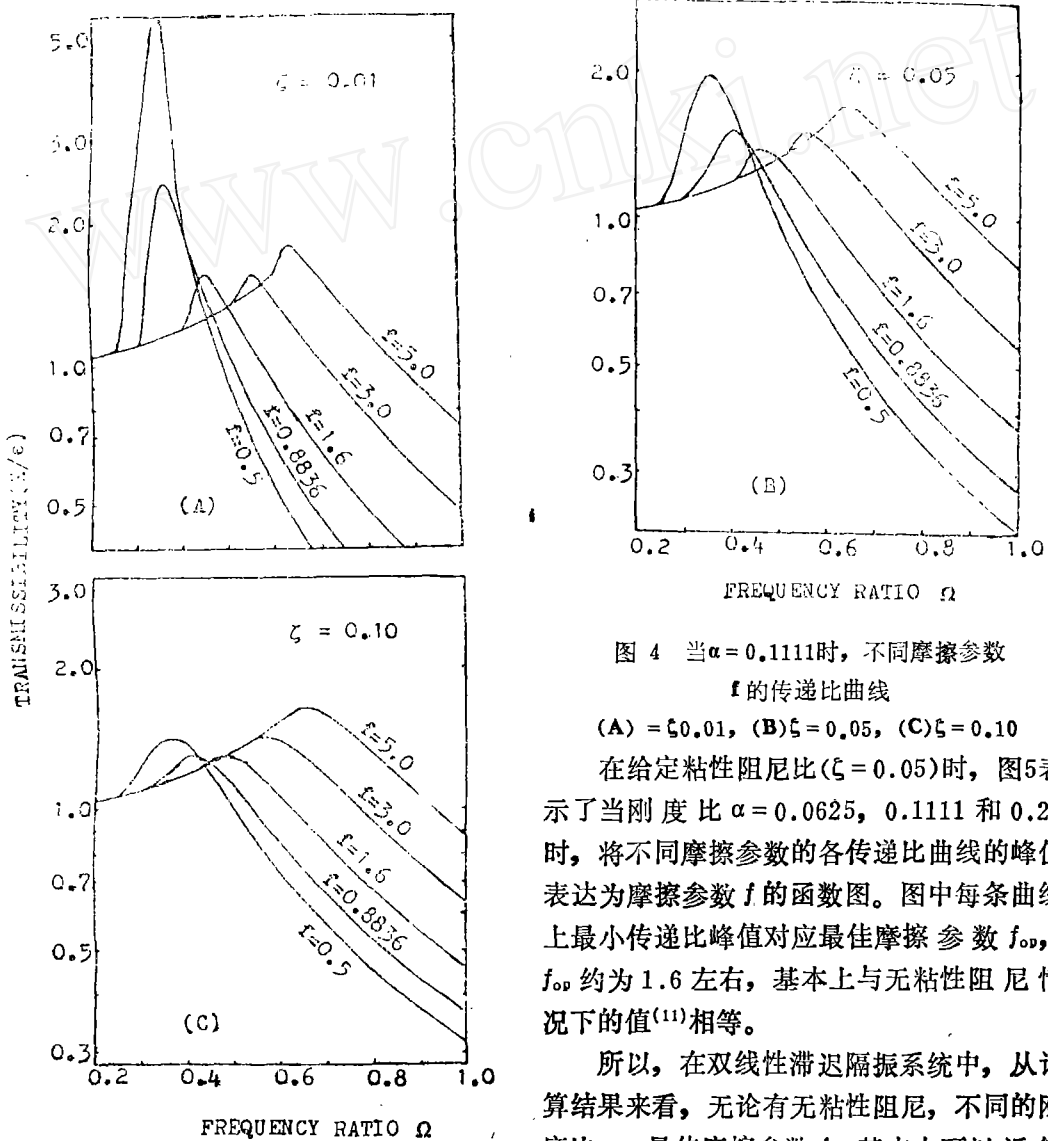 www.cnki.net
TRANSMISSIBILITY
5.0
3.0
2.0
1.0
0.7
0.5
ζ = 0.01
f=5.0
f=3.0
f=1.6
f=0.8836
f=0.5
(A)
3.0
2.0
1.0
0.7
0.5
0.3
ζ = 0.10
f=5.0
f=3.0
f=1.6
f=0.8836
f=0.5
(C)
0.2 0.4 0.6 0.8 1.0
FREQUENCY RATIO Ω
2.0
1.0
0.7
0.5
0.3
= 0.05
f=5.0
f=3.0
f=1.6
f=0.8836
f=0.5
(B)
0.2 0.4 0.6 0.8 1.0
FREQUENCY RATIO Ω
图 4 当α=0.1111时，不同摩擦参数
f 的传递比曲线
(A) =ζ0.01, (B)ζ=0.05, (C)ζ=0.10
在给定粘性阻尼比(ζ=0.05)时，图5表
示了当刚度比α=0.0625，0.1111和0.2
时，将不同摩擦参数的各传递比曲线的峰
表达为摩擦参数f的函数图。图中每条曲
上最小传递比峰值对应最佳摩擦参数fop，
fop约为1.6左右，基本上与无粘性阻尼
况下的值(11)相等。
所以，在双线性滞迟隔振系统中，从
算结果来看，无论有无粘性阻尼，不同的